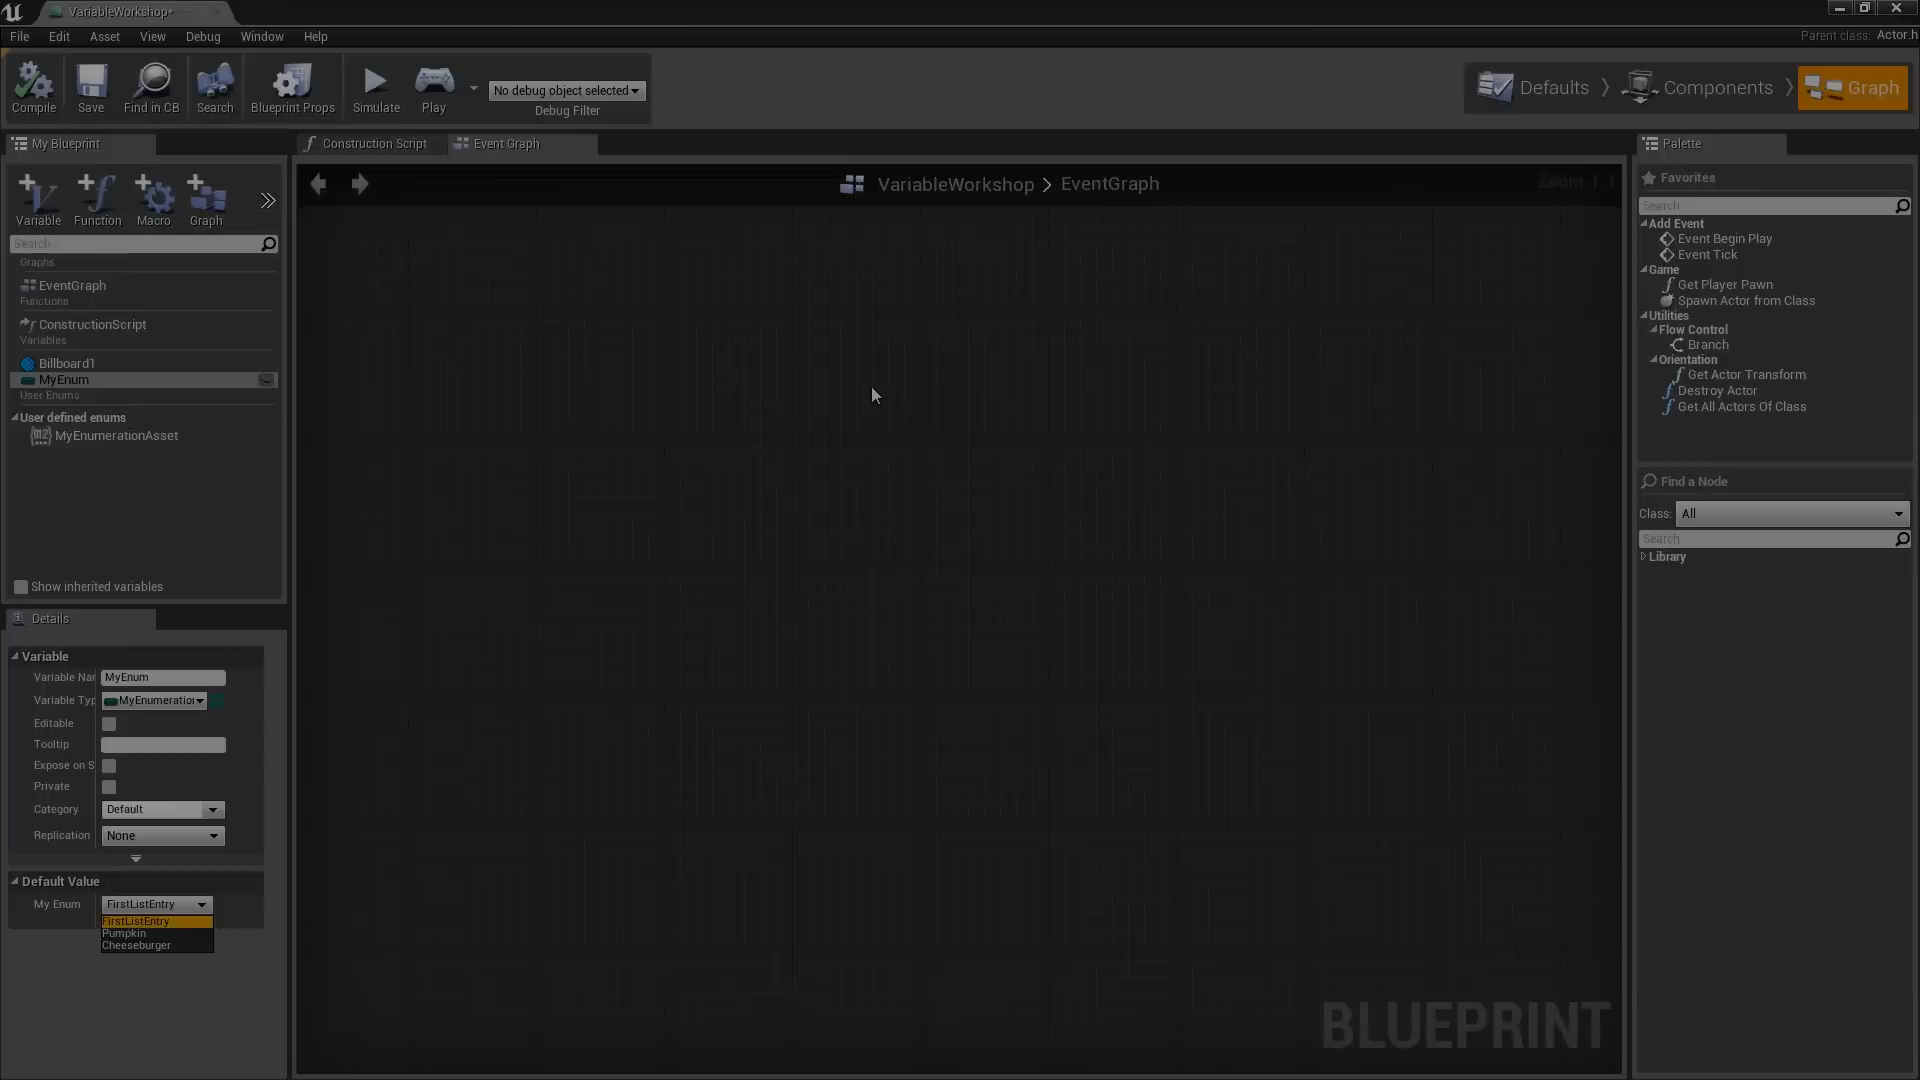 VariableWorkshop*
File Edit Asset View Debug Window Help
Parent class: Actor.h
Compile Save Find in CB Search Blueprint Props Simulate Play
No debug object selected
Debug Filter
Defaults Components Graph
My Blueprint
Construction Script Event Graph
Palette
Variable Function Macro Graph
Search
Graphs
EventGraph
Functions
ConstructionScript
Variables
Billboard1
MyEnum
User Enums
User defined enums
MyEnumerationAsset
Show inherited variables
Details
Variable
Variable Nar MyEnum
Variable Typ MyEnumeration
Editable
Tooltip
Expose on S
Private
Category Default
Replication None
Default Value
My Enum FirstListEntry
FirstListEntry
Pumpkin
Cheeseburger
VariableWorkshop > EventGraph
Zoom 1:1
BLUEPRINT
Favorites
Search
Add Event
Event Begin Play
Event Tick
Game
Get Player Pawn
Spawn Actor from Class
Utilities
Flow Control
Branch
Orientation
Get Actor Transform
Destroy Actor
Get All Actors Of Class
Find a Node
Class: All
Search
Library